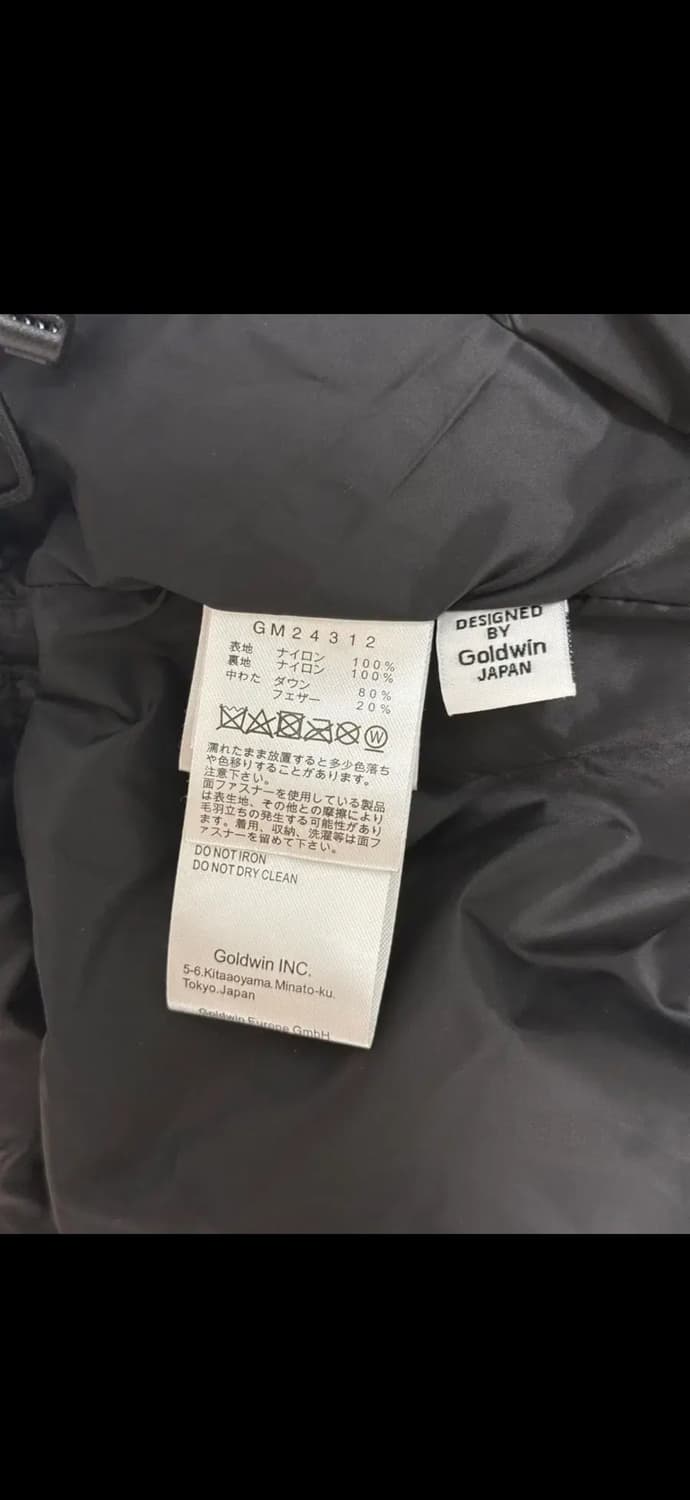 GM24312
表地 ナイロン 100%
裏地 ナイロン 100%
中わた ダウン 80%
フェザー 20%
W
濡れたまま放置すると多少色落ち
や色移りすることがあります。
注意下さい。
面ファスナーを使用している製品
は表生地、その他との摩擦により
毛羽立ちの発生する可能性があり
ます。着用、収納、洗濯等は面フ
ァスナーを留めて下さい。
DO NOT IRON
DO NOT DRY CLEAN
Goldwin INC.
5-6.Kitaaoyama.Minato-ku.
Tokyo.Japan
Goldwin Europe GmbH
DESIGNED
BY
Goldwin
JAPAN